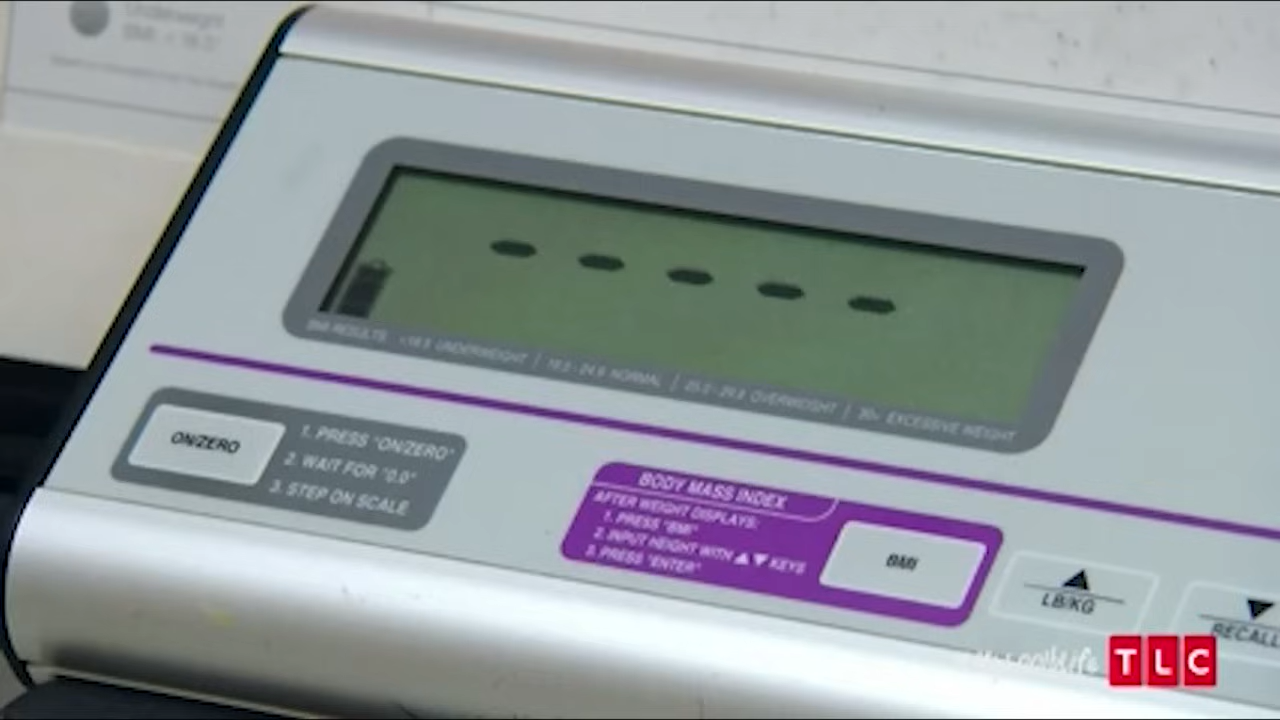 Underweight
- - - - -
BMI RESULTS: <18.5 UNDERWEIGHT | 18.5 - 24.9 NORMAL | 25.0 - 29.9 OVERWEIGHT | 30+ EXCESSIVE WEIGHT
ON/ZERO
1. PRESS "ON/ZERO"
2. WAIT FOR "0.0"
3. STEP ON SCALE
BODY MASS INDEX
AFTER WEIGHT DISPLAYS:
1. PRESS "BMI"
2. INPUT HEIGHT WITH ▲▼ KEYS
3. PRESS "ENTER"
BMI
▲
LB/KG
▼
RECALL
TLC